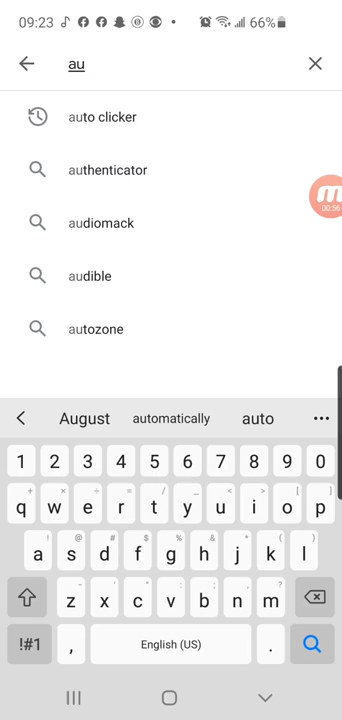 09:23 66%
au
auto clicker
authenticator
00:56
audiomack
audible
autozone
August automatically auto
1 2 3 4 5 6 7 8 9 0
+ × ÷ = / _ < > [ ]
q w e r t y u i o p
! @ # $ % & * ( )
a s d f g h j k l
- ' " : ; , ?
z x c v b n m
!#1 , English (US) .